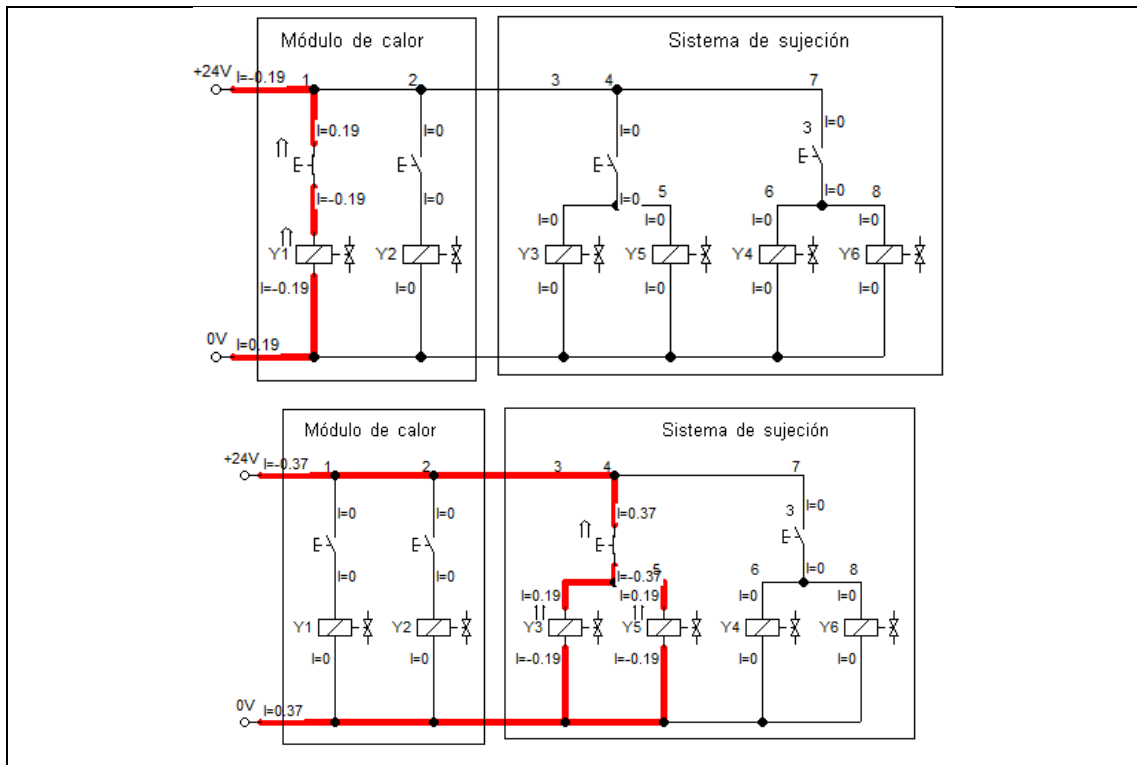 Módulo de calor Sistema de sujeción
+24V I=-0.19 1 2 3 4 7
I=0.19 I=0 I=0 3 I=0
I=-0.19 I=0 I=0 5 I=0 6 8
I=0 I=0 I=0 I=0
Y1 Y2 Y3 Y5 Y4 Y6
I=-0.19 I=0 I=0 I=0 I=0 I=0
0V I=0.19
Módulo de calor Sistema de sujeción
+24V I=-0.37 1 2 3 4 7
I=0 I=0 I=0.37 3 I=0
I=0 I=0 I=-0.37 5 6 I=0 8
I=0.19 I=0.19 I=0 I=0
Y1 Y2 Y3 Y5 Y4 Y6
I=0 I=0 I=-0.19 I=-0.19 I=0 I=0
0V I=0.37